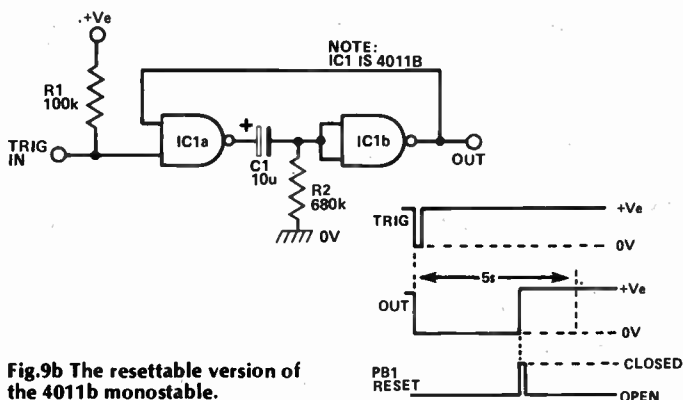 .+Ve
NOTE:
IC1 IS 4011B
R1
100k
IC1a
+
IC1b
TRIG
IN
C1
10u
OUT
R2
680k
0V
TRIG
+Ve
0V
5s
OUT
+Ve
0V
CLOSED
PB1
RESET
OPEN
Fig.9b The resettable version of
the 4011b monostable.